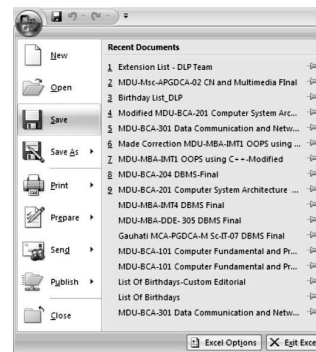 New
Open
Save
Save As
Print
Prepare
Send
Publish
Close
Recent Documents
1 Extension List - DLP Team
2 MDU-Msc-APGDCA-02 CN and Multimedia FInal
3 Birthday List_DLP
4 Modified MDU-BCA-201 Computer System Arc...
5 MDU-BCA-301 Data Communication and Netw...
6 Made Correction MDU-MBA-IMT1 OOPS using ...
7 MDU-MBA-IMT1 OOPS using C++-Modified
8 MDU-BCA-204 DBMS-Final
9 MDU-BCA-201 Computer System Architecture ...
MDU-MBA-IMT4 DBMS Final
MDU-MBA-DDE- 305 DBMS Final
Gauhati MCA-PGDCA-M Sc-IT-07 DBMS Final
MDU-BCA-101 Computer Fundamental and Pr...
MDU-BCA-101 Computer Fundamental and Pr...
List Of Birthdays-Custom Editorial
List Of Birthdays
MDU-BCA-301 Data Communication and Netw...
Excel Options
Exit Exce